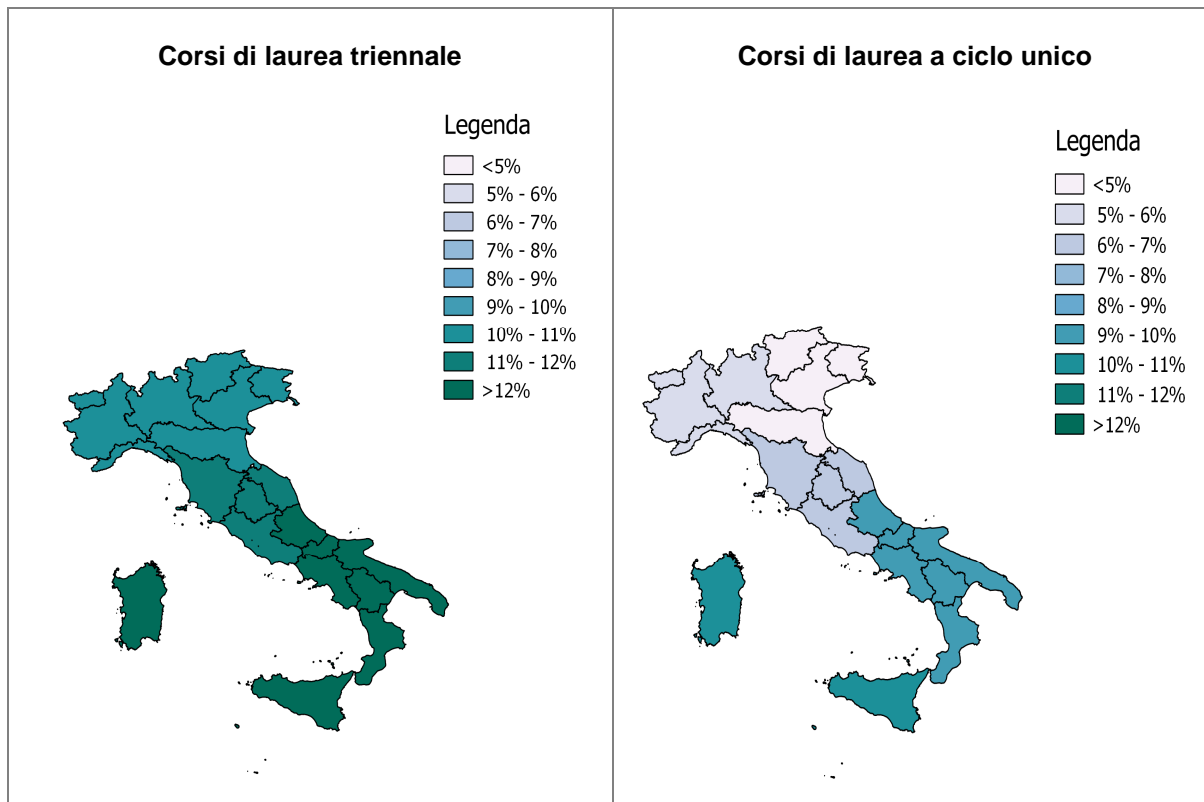 Corsi di laurea triennale
Legenda
<5%
5% - 6%
6% - 7%
7% - 8%
8% - 9%
9% - 10%
10% - 11%
11% - 12%
>12%
Corsi di laurea a ciclo unico
Legenda
<5%
5% - 6%
6% - 7%
7% - 8%
8% - 9%
9% - 10%
10% - 11%
11% - 12%
>12%